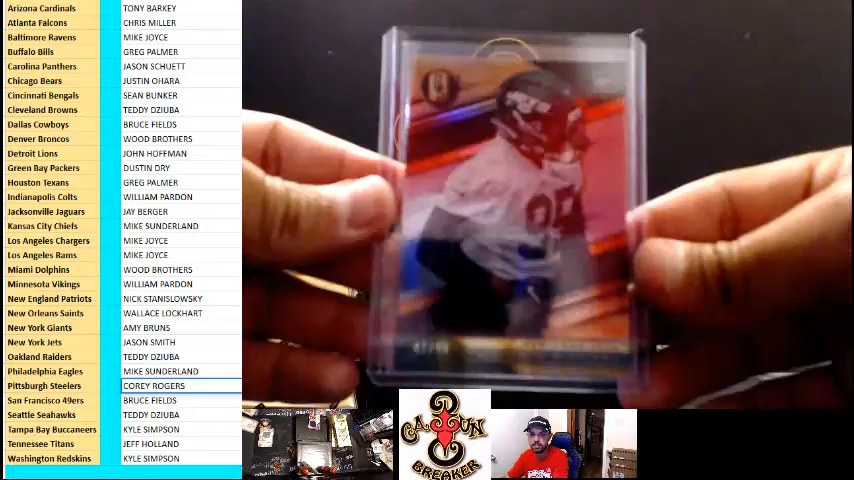 Arizona Cardinals TONY BARKEY
Atlanta Falcons CHRIS MILLER
Baltimore Ravens MIKE JOYCE
Buffalo Bills GREG PALMER
Carolina Panthers JASON SCHUETT
Chicago Bears JUSTIN OHARA
Cincinnati Bengals SEAN BUNKER
Cleveland Browns TEDDY DZIUBA
Dallas Cowboys BRUCE FIELDS
Denver Broncos WOOD BROTHERS
Detroit Lions JOHN HOFFMAN
Green Bay Packers DUSTIN DRY
Houston Texans GREG PALMER
Indianapolis Colts WILLIAM PARDON
Jacksonville Jaguars JAY BERGER
Kansas City Chiefs MIKE SUNDERLAND
Los Angeles Chargers MIKE JOYCE
Los Angeles Rams MIKE JOYCE
Miami Dolphins WOOD BROTHERS
Minnesota Vikings WILLIAM PARDON
New England Patriots NICK STANISLOWSKY
New Orleans Saints WALLACE LOCKHART
New York Giants AMY BRUNS
New York Jets JASON SMITH
Oakland Raiders TEDDY DZIUBA
Philadelphia Eagles MIKE SUNDERLAND
Pittsburgh Steelers COREY ROGERS
San Francisco 49ers BRUCE FIELDS
Seattle Seahawks TEDDY DZIUBA
Tampa Bay Buccaneers KYLE SIMPSON
Tennessee Titans JEFF HOLLAND
Washington Redskins KYLE SIMPSON
CAJUN
BREAKER